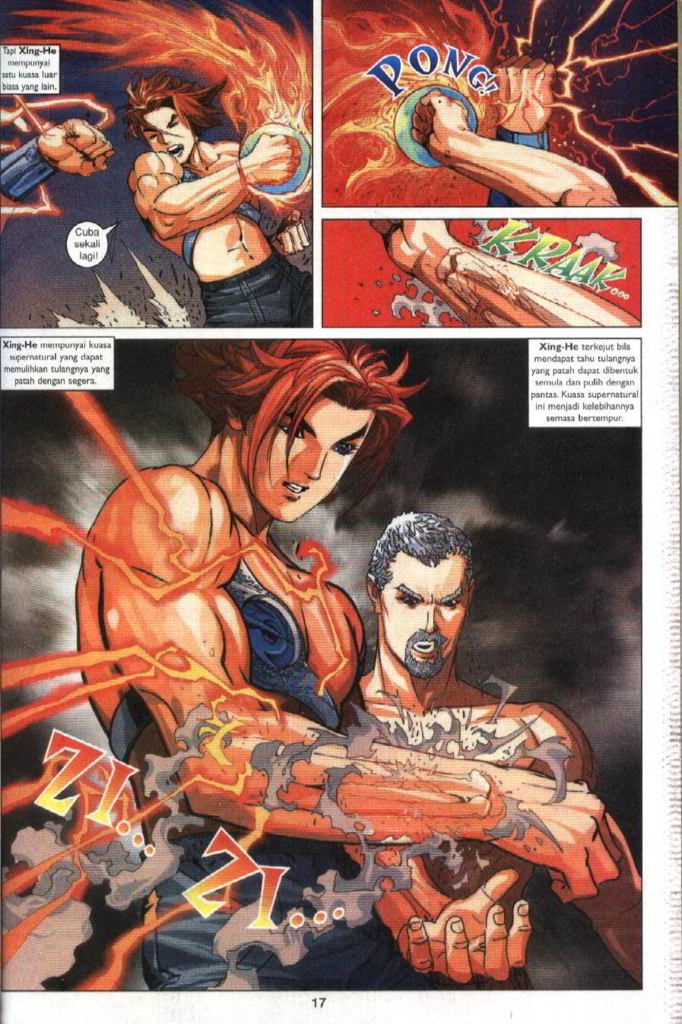 Tapi Xing-He
mempunyai
satu kuasa luar
biasa yang lain.
Cuba
sekali
lagi!
PONG!
KRAAK...
Xing-He mempunyai kuasa
supernatural yang dapat
memulihkan tulangnya yang
patah dengan segera.
Xing-He terkejut bila
mendapat tahu tulangnya
yang patah dapat dibentuk
semula dan pulih dengan
pantas. Kuasa supernatural
ini menjadi kelebihannya
semasa bertempur.
ZI...
ZI...
17